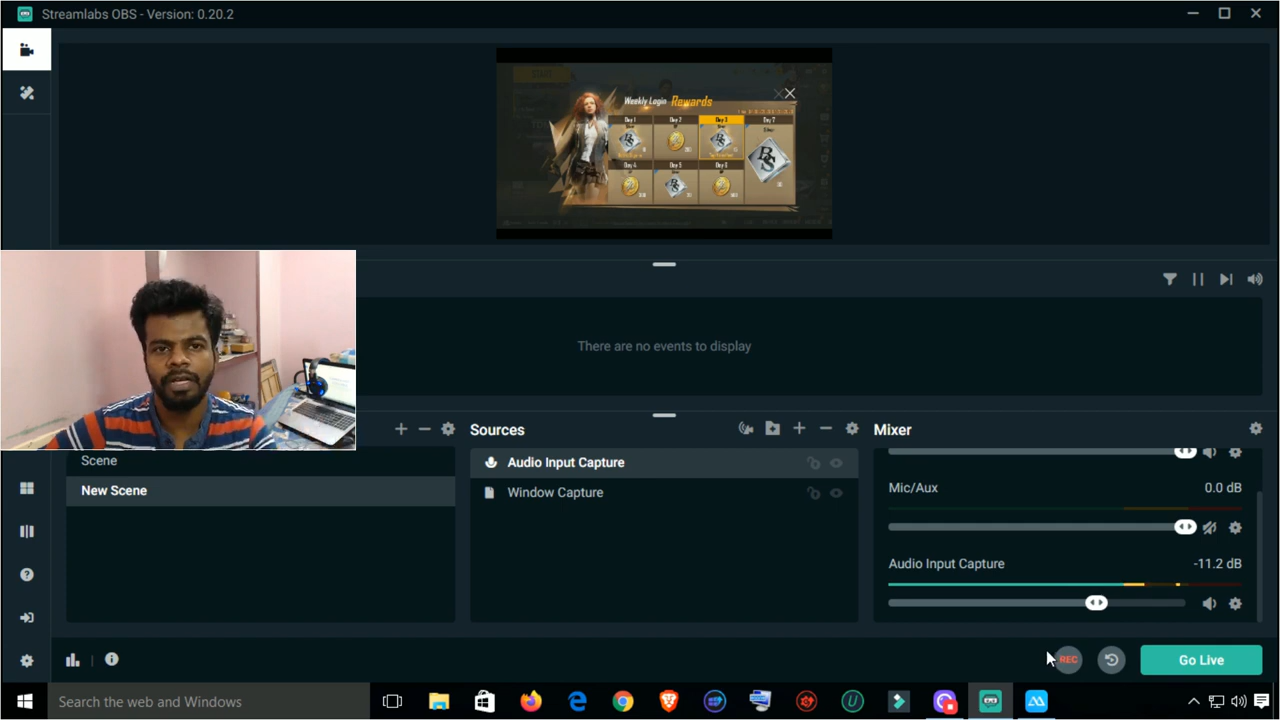 Streamlabs OBS - Version: 0.20.2
START
Weekly Login Rewards
Day 1
Day 2
Day 3
Day 7
Day 4
Day 5
Day 6
There are no events to display
Sources
Mixer
Scene
New Scene
Audio Input Capture
Window Capture
Mic/Aux
0.0 dB
Audio Input Capture
-11.2 dB
REC
Go Live
Search the web and Windows